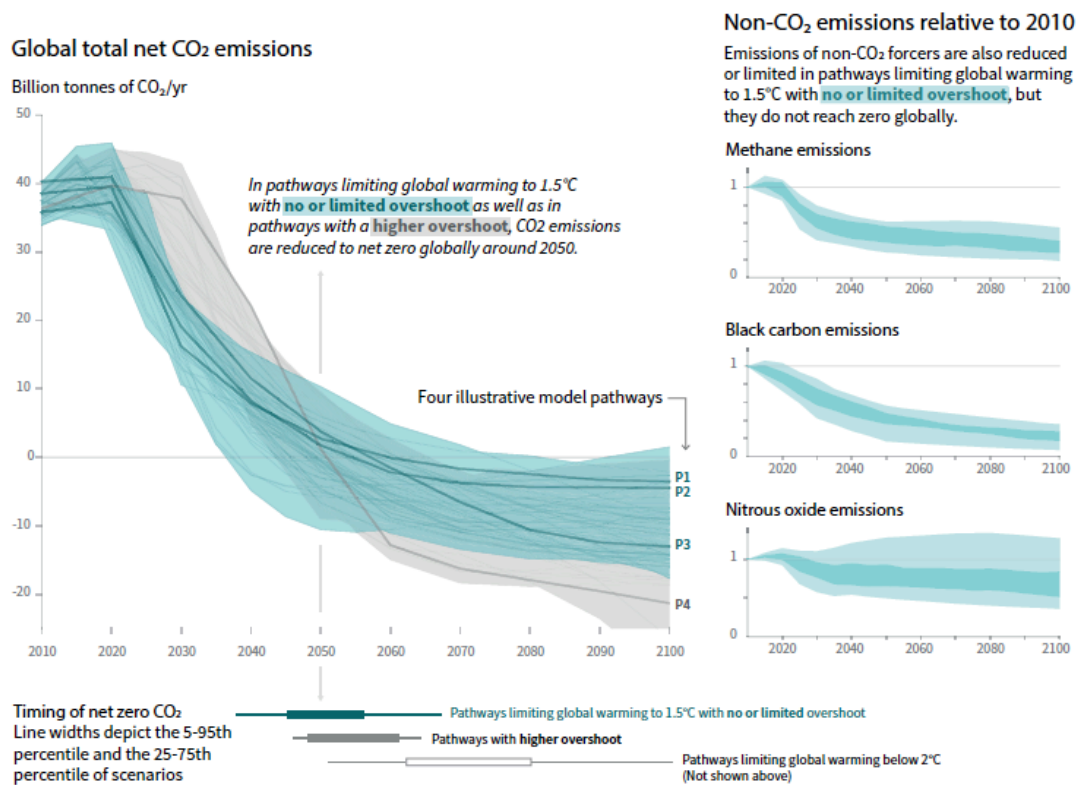 Global total net CO₂ emissions
Billion tonnes of CO₂/yr
50
40
30
20
10
0
-10
-20
2010
2020
2030
2040
2050
2060
2070
2080
2090
2100
In pathways limiting global warming to 1.5°C
with no or limited overshoot as well as in
pathways with a higher overshoot, CO2 emissions
are reduced to net zero globally around 2050.
Four illustrative model pathways
P1
P2
P3
P4
Non-CO₂ emissions relative to 2010
Emissions of non-CO₂ forcers are also reduced
or limited in pathways limiting global warming
to 1.5°C with no or limited overshoot, but
they do not reach zero globally.
Methane emissions
1
0
2020
2040
2060
2080
2100
Black carbon emissions
1
0
2020
2040
2060
2080
2100
Nitrous oxide emissions
1
0
2020
2040
2060
2080
2100
Timing of net zero CO₂
Line widths depict the 5-95th
percentile and the 25-75th
percentile of scenarios
Pathways limiting global warming to 1.5°C with no or limited overshoot
Pathways with higher overshoot
Pathways limiting global warming below 2°C
(Not shown above)